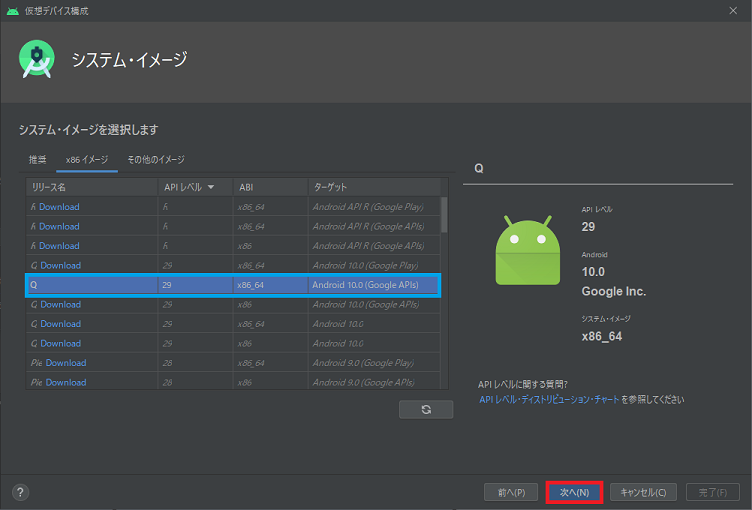 仮想デバイス構成
システム・イメージ
システム・イメージを選択します
推奨 x86 イメージ その他のイメージ
リリース名 API レベル ▼ ABI ターゲット
Download x86_64 Android API R (Google Play)
Download x86_64 Android API R (Google APIs)
Download x86 Android API R (Google APIs)
Download 29 x86_64 Android 10.0 (Google Play)
Q 29 x86_64 Android 10.0 (Google APIs)
Download 29 x86 Android 10.0 (Google APIs)
Download 29 x86_64 Android 10.0
Download 29 x86 Android 10.0
Pie Download 28 x86_64 Android 9.0 (Google Play)
Pie Download 28 x86 Android 9.0 (Google APIs)
Q
API レベル
29
Android
10.0
Google Inc.
システム・イメージ
x86_64
API レベルに関する質問?
API レベル・ディストリビューション・チャート を参照してください
?
前へ(P) 次へ(N) キャンセル(C) 完了(F)